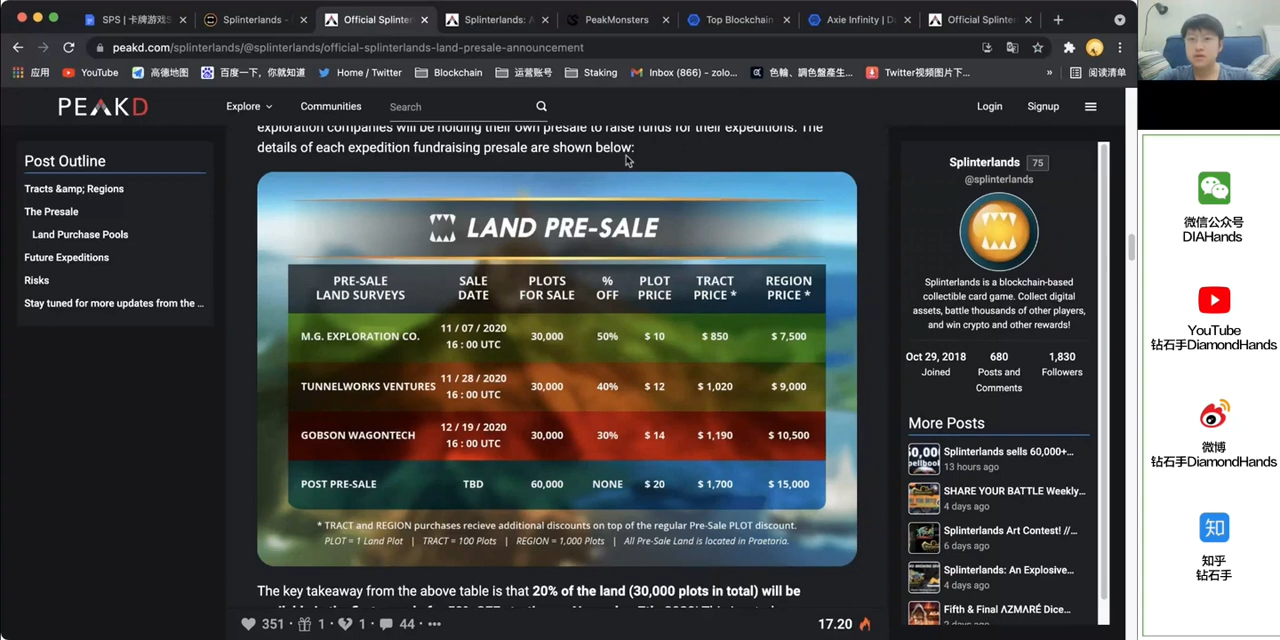 SPS | 卡牌游戏S
Splinterlands -
Official Splinter
Splinterlands: A
PeakMonsters
Top Blockchain
Axie Infinity | Da
Official Splinter
peakd.com/splinterlands/@splinterlands/official-splinterlands-land-presale-announcement
应用
YouTube
高德地图
百度一下，你就知道
Home / Twitter
Blockchain
运营账号
Staking
Inbox (866) - zolo...
色輪、調色盤產生...
Twitter视频图片下...
»
阅读清单
PEAKD
Explore
Communities
Search
Login
Signup
Post Outline
Tracts &amp; Regions
The Presale
Land Purchase Pools
Future Expeditions
Risks
Stay tuned for more updates from the ...
exploration companies will be holding their own presale to raise funds for their expeditions. The
details of each expedition fundraising presale are shown below:
LAND PRE-SALE
PRE-SALE LAND SURVEYS SALE DATE PLOTS FOR SALE % OFF PLOT PRICE TRACT PRICE * REGION PRICE *
M.G. EXPLORATION CO. 11 / 07 / 2020 16 : 00 UTC 30,000 50% $ 10 $ 850 $ 7,500
TUNNELWORKS VENTURES 11 / 28 / 2020 16 : 00 UTC 30,000 40% $ 12 $ 1,020 $ 9,000
GOBSON WAGONTECH 12 / 19 / 2020 16 : 00 UTC 30,000 30% $ 14 $ 1,190 $ 10,500
POST PRE-SALE TBD 60,000 NONE $ 20 $ 1,700 $ 15,000
* TRACT and REGION purchases recieve additional discounts on top of the regular Pre-Sale PLOT discount.
PLOT = 1 Land Plot | TRACT = 100 Plots | REGION = 1,000 Plots | All Pre-Sale Land is located in Praetoria.
The key takeaway from the above table is that 20% of the land (30,000 plots in total) will be
351 · 1 · 1 · 44 · •••
17.20
Splinterlands 75
@splinterlands
Splinterlands is a blockchain-based
collectible card game. Collect digital
assets, battle thousands of other players,
and win crypto and other rewards!
Oct 29, 2018 680 1,830
Joined Posts and Comments Followers
More Posts
Splinterlands sells 60,000+...
13 hours ago
SHARE YOUR BATTLE Weekly...
4 days ago
Splinterlands Art Contest! //...
6 days ago
Splinterlands: An Explosive...
4 days ago
Fifth & Final ΛZMΛRÉ Dice...
微信公众号
DIAHands
YouTube
钻石手DiamondHands
微博
钻石手DiamondHands
知
知乎
钻石手